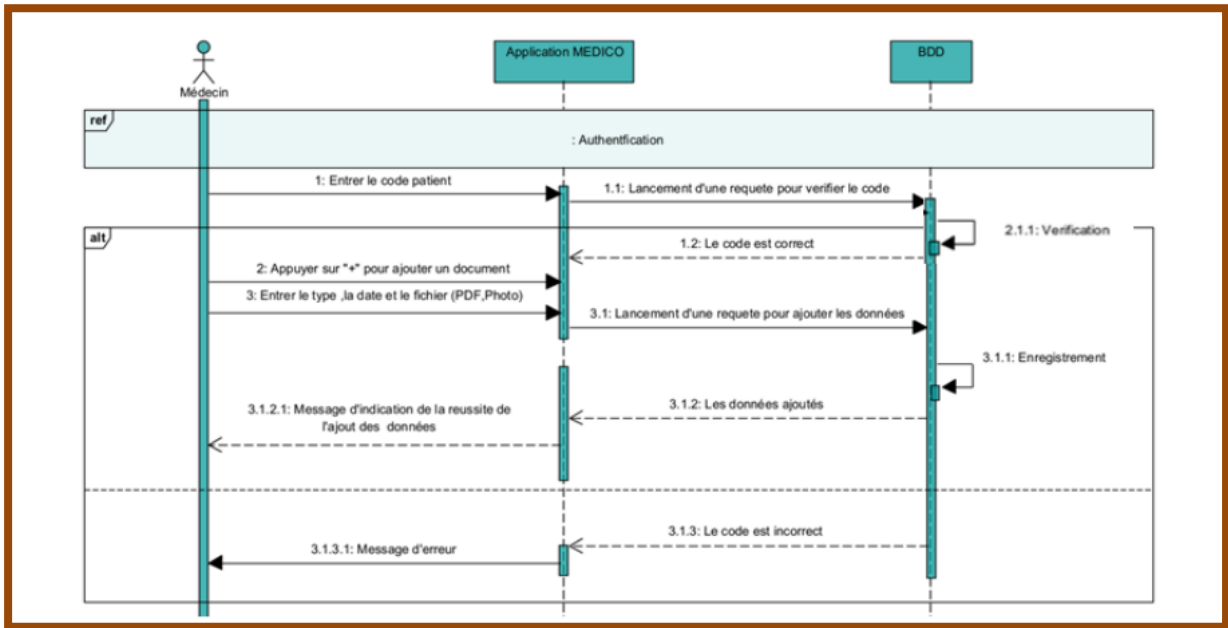 Application MEDICO
BDD
Médecin
ref
: Authentfication
1: Entrer le code patient
1.1: Lancement d'une requete pour verifier le code
alt
2.1.1: Verification
1.2: Le code est correct
2: Appuyer sur "+" pour ajouter un document
3: Entrer le type ,la date et le fichier (PDF,Photo)
3.1: Lancement d'une requete pour ajouter les données
3.1.1: Enregistrement
3.1.2: Les données ajoutés
3.1.2.1: Message d'indication de la reussite de
l'ajout des données
3.1.3: Le code est incorrect
3.1.3.1: Message d'erreur